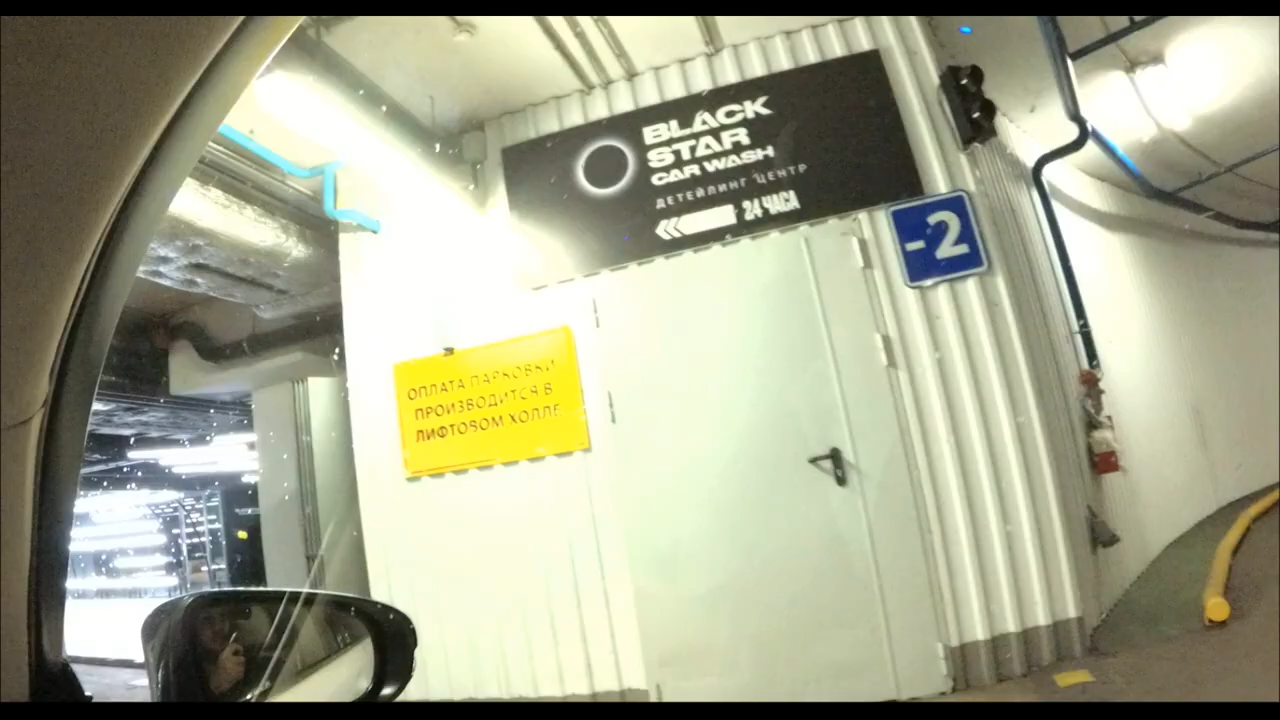 BLACK
STAR
CAR WASH
ДЕТЕЙЛИНГ ЦЕНТР
24 ЧАСА
-2
ОПЛАТА ПАРКОВКИ
ПРОИЗВОДИТСЯ В
ЛИФТОВОМ ХОЛЛЕ